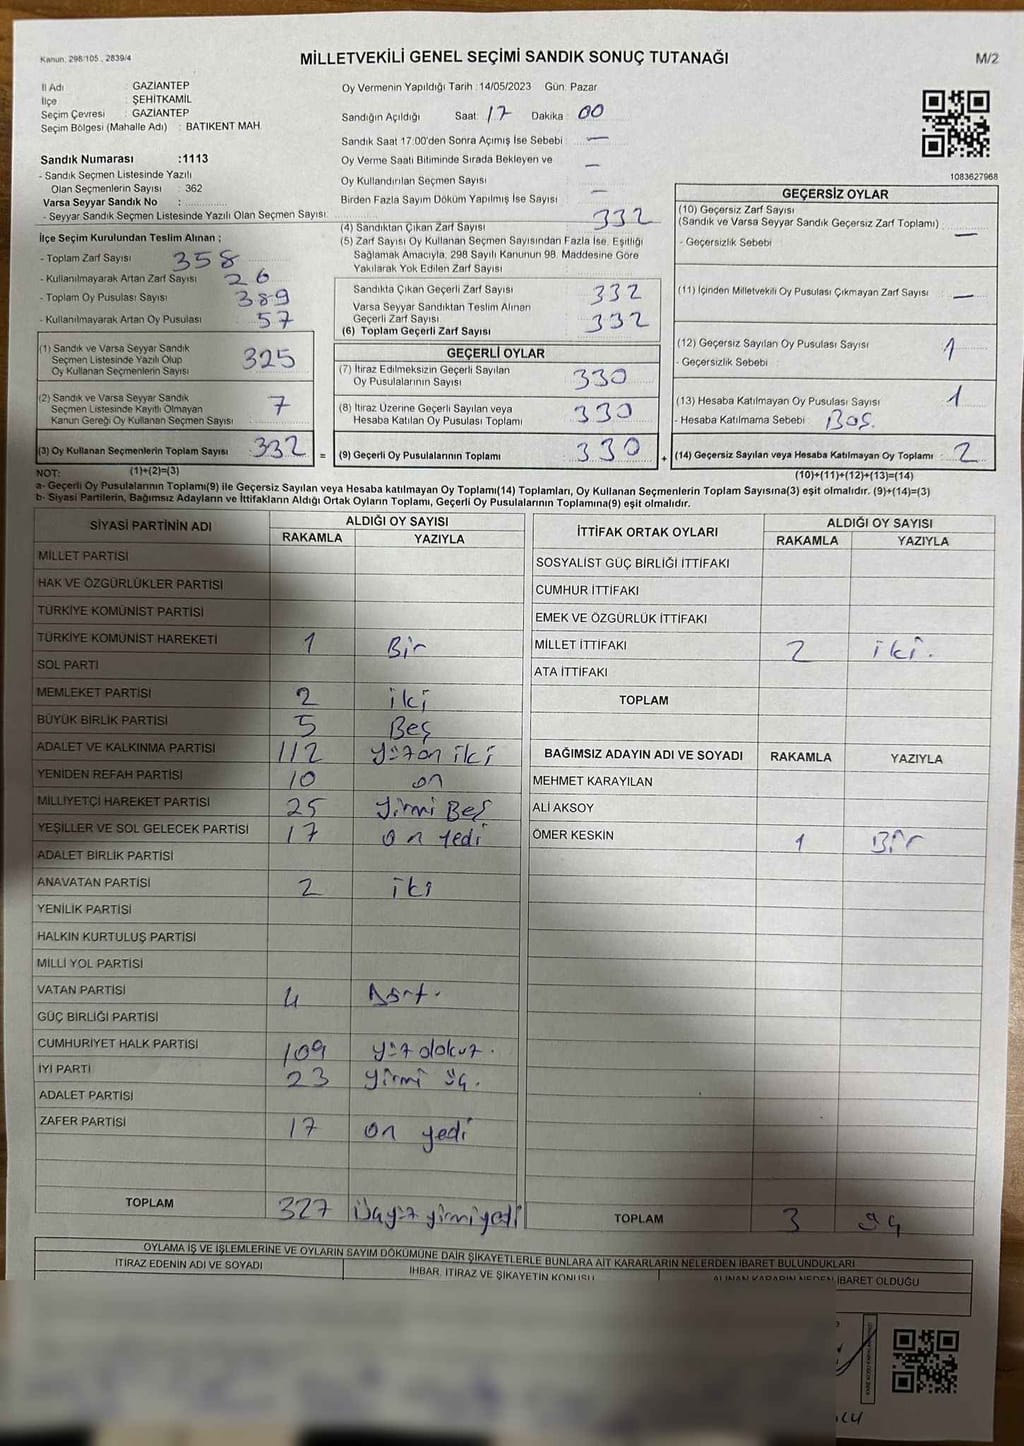 Kanun: 298/105, 2839/4
MİLLETVEKİLİ GENEL SEÇİMİ SANDIK SONUÇ TUTANAĞI
M/2
İl Adı : GAZİANTEP
İlçe : ŞEHİTKAMİL
Seçim Çevresi : GAZİANTEP
Seçim Bölgesi (Mahalle Adı) : BATIKENT MAH.
Sandık Numarası :1113
- Sandık Seçmen Listesinde Yazılı
Olan Seçmenlerin Sayısı : 362
Varsa Seyyar Sandık No :
- Seyyar Sandık Seçmen Listesinde Yazılı Olan Seçmen Sayısı:
Oy Vermenin Yapıldığı Tarih : 14/05/2023 Gün: Pazar
Sandığın Açıldığı Saat: 17 Dakika : 00
Sandık Saat 17:00'den Sonra Açımış İse Sebebi : —
Oy Verme Saati Bitiminde Sırada Bekleyen ve
Oy Kullandırılan Seçmen Sayısı : —
Birden Fazla Sayım Döküm Yapılmış İse Sayısı : —
1083627968
İlçe Seçim Kurulundan Teslim Alınan ;
- Toplam Zarf Sayısı : 358
- Kullanılmayarak Artan Zarf Sayısı : 26
- Toplam Oy Pusulası Sayısı : 389
- Kullanılmayarak Artan Oy Pusulası : 57
(1) Sandık ve Varsa Seyyar Sandık
Seçmen Listesinde Yazılı Olup
Oy Kullanan Seçmenlerin Sayısı : 325
(2) Sandık ve Varsa Seyyar Sandık
Seçmen Listesinde Kayıtlı Olmayan
Kanun Gereği Oy Kullanan Seçmen Sayısı : 7
(3) Oy Kullanan Seçmenlerin Toplam Sayısı : 332 =
(4) Sandıktan Çıkan Zarf Sayısı : 332
(5) Zarf Sayısı Oy Kullanan Seçmen Sayısından Fazla İse, Eşitliği
Sağlamak Amacıyla, 298 Sayılı Kanunun 98. Maddesine Göre
Yakılarak Yok Edilen Zarf Sayısı :
Sandıkta Çıkan Geçerli Zarf Sayısı : 332
Varsa Seyyar Sandıktan Teslim Alınan
Geçerli Zarf Sayısı
(6) Toplam Geçerli Zarf Sayısı : 332
GEÇERLİ OYLAR
(7) İtiraz Edilmeksizin Geçerli Sayılan
Oy Pusulalarının Sayısı : 330
(8) İtiraz Üzerine Geçerli Sayılan veya
Hesaba Katılan Oy Pusulası Toplamı : 330
(9) Geçerli Oy Pusulalarının Toplamı : 330 +
GEÇERSİZ OYLAR
(10) Geçersiz Zarf Sayısı
(Sandık ve Varsa Seyyar Sandık Geçersiz Zarf Toplamı) : —
- Geçersizlik Sebebi :
(11) İçinden Milletvekili Oy Pusulası Çıkmayan Zarf Sayısı : —
(12) Geçersiz Sayılan Oy Pusulası Sayısı : 1
- Geçersizlik Sebebi :
(13) Hesaba Katılmayan Oy Pusulası Sayısı : 1
- Hesaba Katılmama Sebebi : Boş.
(14) Geçersiz Sayılan veya Hesaba Katılmayan Oy Toplamı : 2
NOT: (1)+(2)=(3)
(10)+(11)+(12)+(13)=(14)
a- Geçerli Oy Pusulalarının Toplamı(9) ile Geçersiz Sayılan veya Hesaba katılmayan Oy Toplamı(14) Toplamları, Oy Kullanan Seçmenlerin Toplam Sayısına(3) eşit olmalıdır. (9)+(14)=(3)
b- Siyasi Partilerin, Bağımsız Adayların ve İttifakların Aldığı Ortak Oyların Toplamı, Geçerli Oy Pusulalarının Toplamına(9) eşit olmalıdır.
SİYASİ PARTİNİN ADI ALDIĞI OY SAYISI
RAKAMLA YAZIYLA
MİLLET PARTİSİ
HAK VE ÖZGÜRLÜKLER PARTİSİ
TÜRKİYE KOMÜNİST PARTİSİ
TÜRKİYE KOMÜNİST HAREKETİ 1 Bir
SOL PARTİ
MEMLEKET PARTİSİ 2 iki
BÜYÜK BİRLİK PARTİSİ 5 Beş
ADALET VE KALKINMA PARTİSİ 112 yüzon iki
YENİDEN REFAH PARTİSİ 10 on
MİLLİYETÇİ HAREKET PARTİSİ 25 yirmi Beş
YEŞİLLER VE SOL GELECEK PARTİSİ 17 on yedi
ADALET BİRLİK PARTİSİ
ANAVATAN PARTİSİ 2 iki
YENİLİK PARTİSİ
HALKIN KURTULUŞ PARTİSİ
MİLLİ YOL PARTİSİ
VATAN PARTİSİ 4 Dört.
GÜÇ BİRLİĞİ PARTİSİ
CUMHURİYET HALK PARTİSİ 109 yüz dokuz.
İYİ PARTİ 23 yirmi üç.
ADALET PARTİSİ
ZAFER PARTİSİ 17 on yedi
TOPLAM 327 üçyüz yirmiyedi
İTTİFAK ORTAK OYLARI ALDIĞI OY SAYISI
RAKAMLA YAZIYLA
SOSYALİST GÜÇ BİRLİĞİ İTTİFAKI
CUMHUR İTTİFAKI
EMEK VE ÖZGÜRLÜK İTTİFAKI
MİLLET İTTİFAKI 2 iki.
ATA İTTİFAKI
TOPLAM
BAĞIMSIZ ADAYIN ADI VE SOYADI RAKAMLA YAZIYLA
MEHMET KARAYILAN
ALİ AKSOY
ÖMER KESKİN 1 Bir
TOPLAM 3 üç
OYLAMA İŞ VE İŞLEMLERİNE VE OYLARIN SAYIM DÖKÜMÜNE DAİR ŞİKAYETLERLE BUNLARA AİT KARARLARIN NELERDEN İBARET BULUNDUKLARI
İTİRAZ EDENİN ADI VE SOYADI
İHBAR, İTİRAZ VE ŞİKAYETİN KONUSU
ALINAN KARARIN NEDEN İBARET OLDUĞU